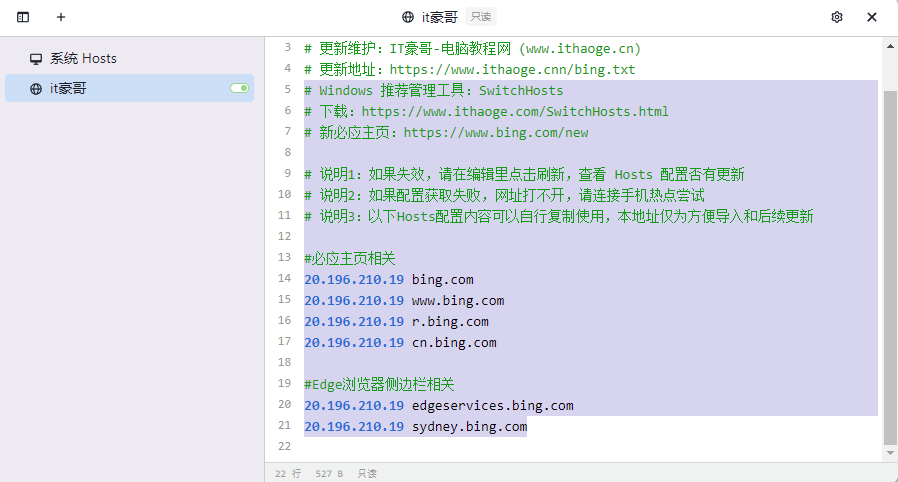 it豪哥 只读
系统 Hosts
it豪哥
3 # 更新维护：IT豪哥-电脑教程网 (www.ithaoge.cn)
4 # 更新地址：https://www.ithaoge.cnn/bing.txt
5 # Windows 推荐管理工具：SwitchHosts
6 # 下载：https://www.ithaoge.com/SwitchHosts.html
7 # 新必应主页：https://www.bing.com/new
8
9 # 说明1：如果失效，请在编辑里点击刷新，查看 Hosts 配置否有更新
10 # 说明2：如果配置获取失败，网址打不开，请连接手机热点尝试
11 # 说明3：以下Hosts配置内容可以自行复制使用，本地址仅为方便导入和后续更新
12
13 #必应主页相关
14 20.196.210.19 bing.com
15 20.196.210.19 www.bing.com
16 20.196.210.19 r.bing.com
17 20.196.210.19 cn.bing.com
18
19 #Edge浏览器侧边栏相关
20 20.196.210.19 edgeservices.bing.com
21 20.196.210.19 sydney.bing.com
22
22 行 527 B 只读